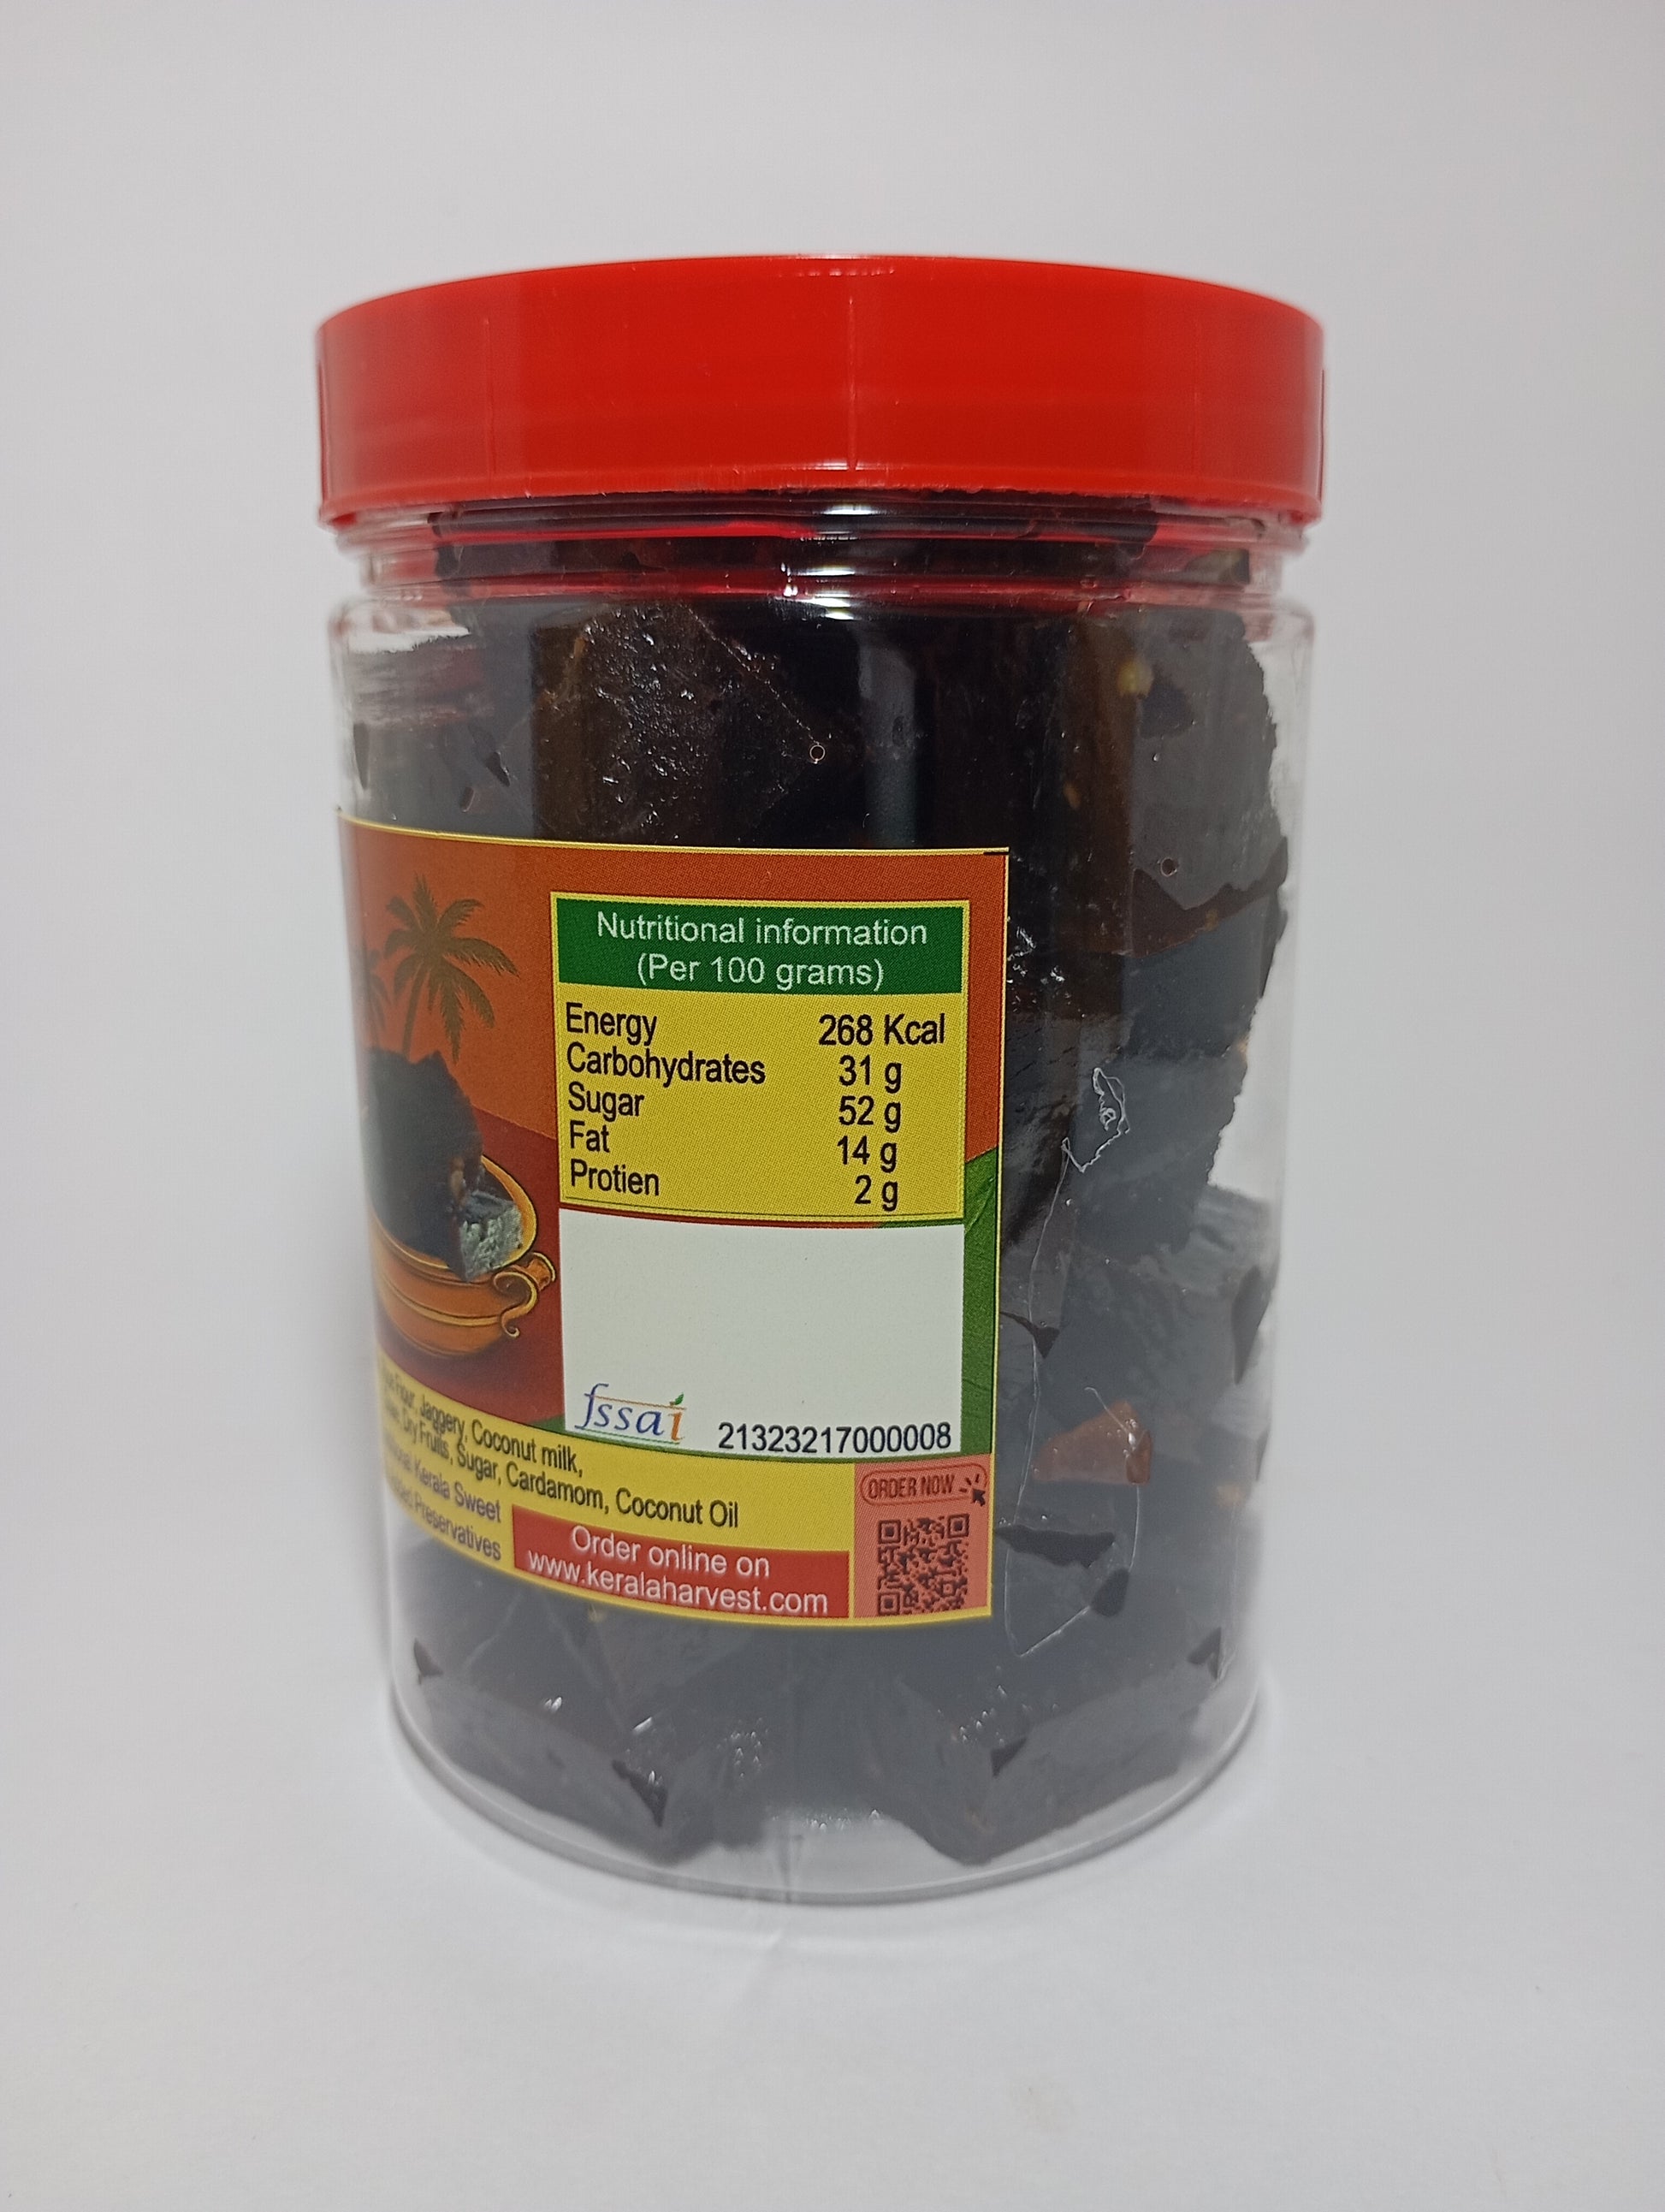 Nutritional information
(Per 100 grams)
Energy 268 Kcal
Carbohydrates 31 g
Sugar 52 g
Fat 14 g
Protien 2 g
fssai 21323217000008
Flour, Jaggery, Coconut milk,
Dry Fruits, Sugar, Cardamom, Coconut Oil
Kerala Sweet
Preservatives
Order online on
www.keralaharvest.com
ORDER NOW